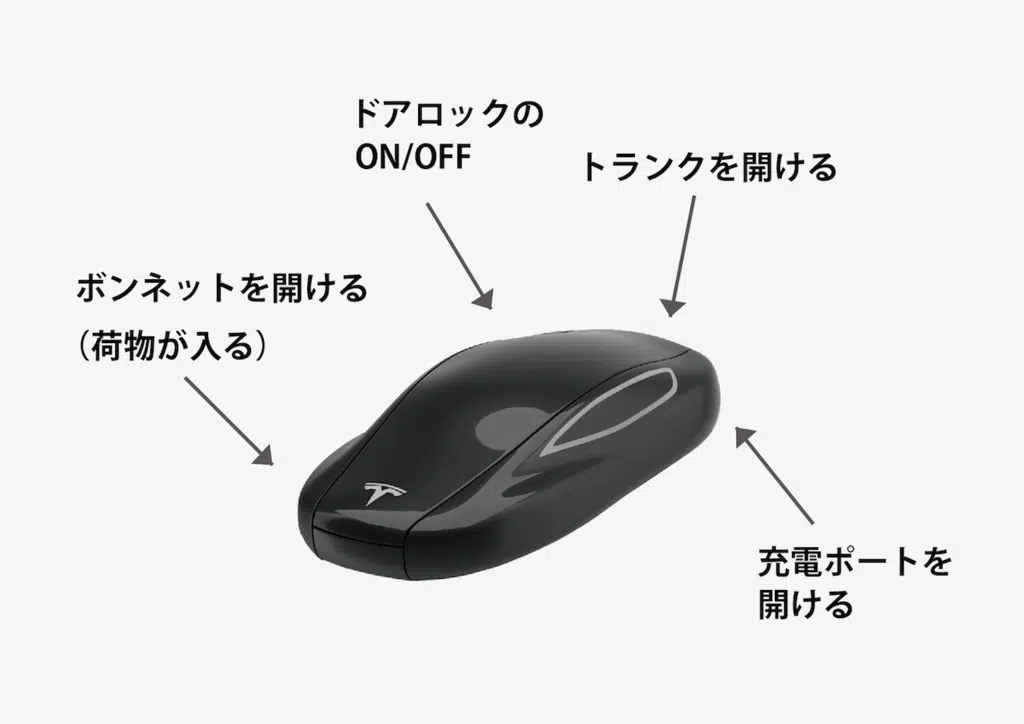 ドアロックの
ON/OFF
トランクを開ける
ボンネットを開ける
（荷物が入る）
充電ポートを
開ける